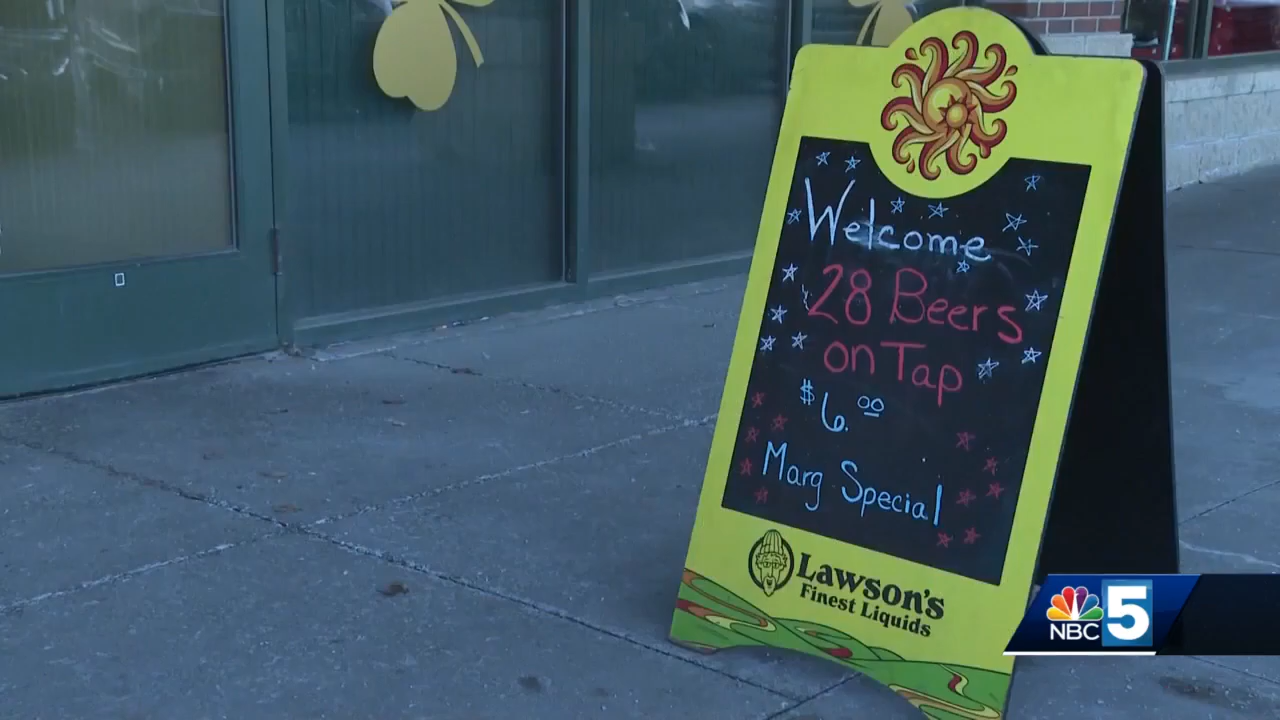 Welcome
28 Beers
on Tap
$6.00
Marg Special
Lawson's
Finest Liquids
NBC 5